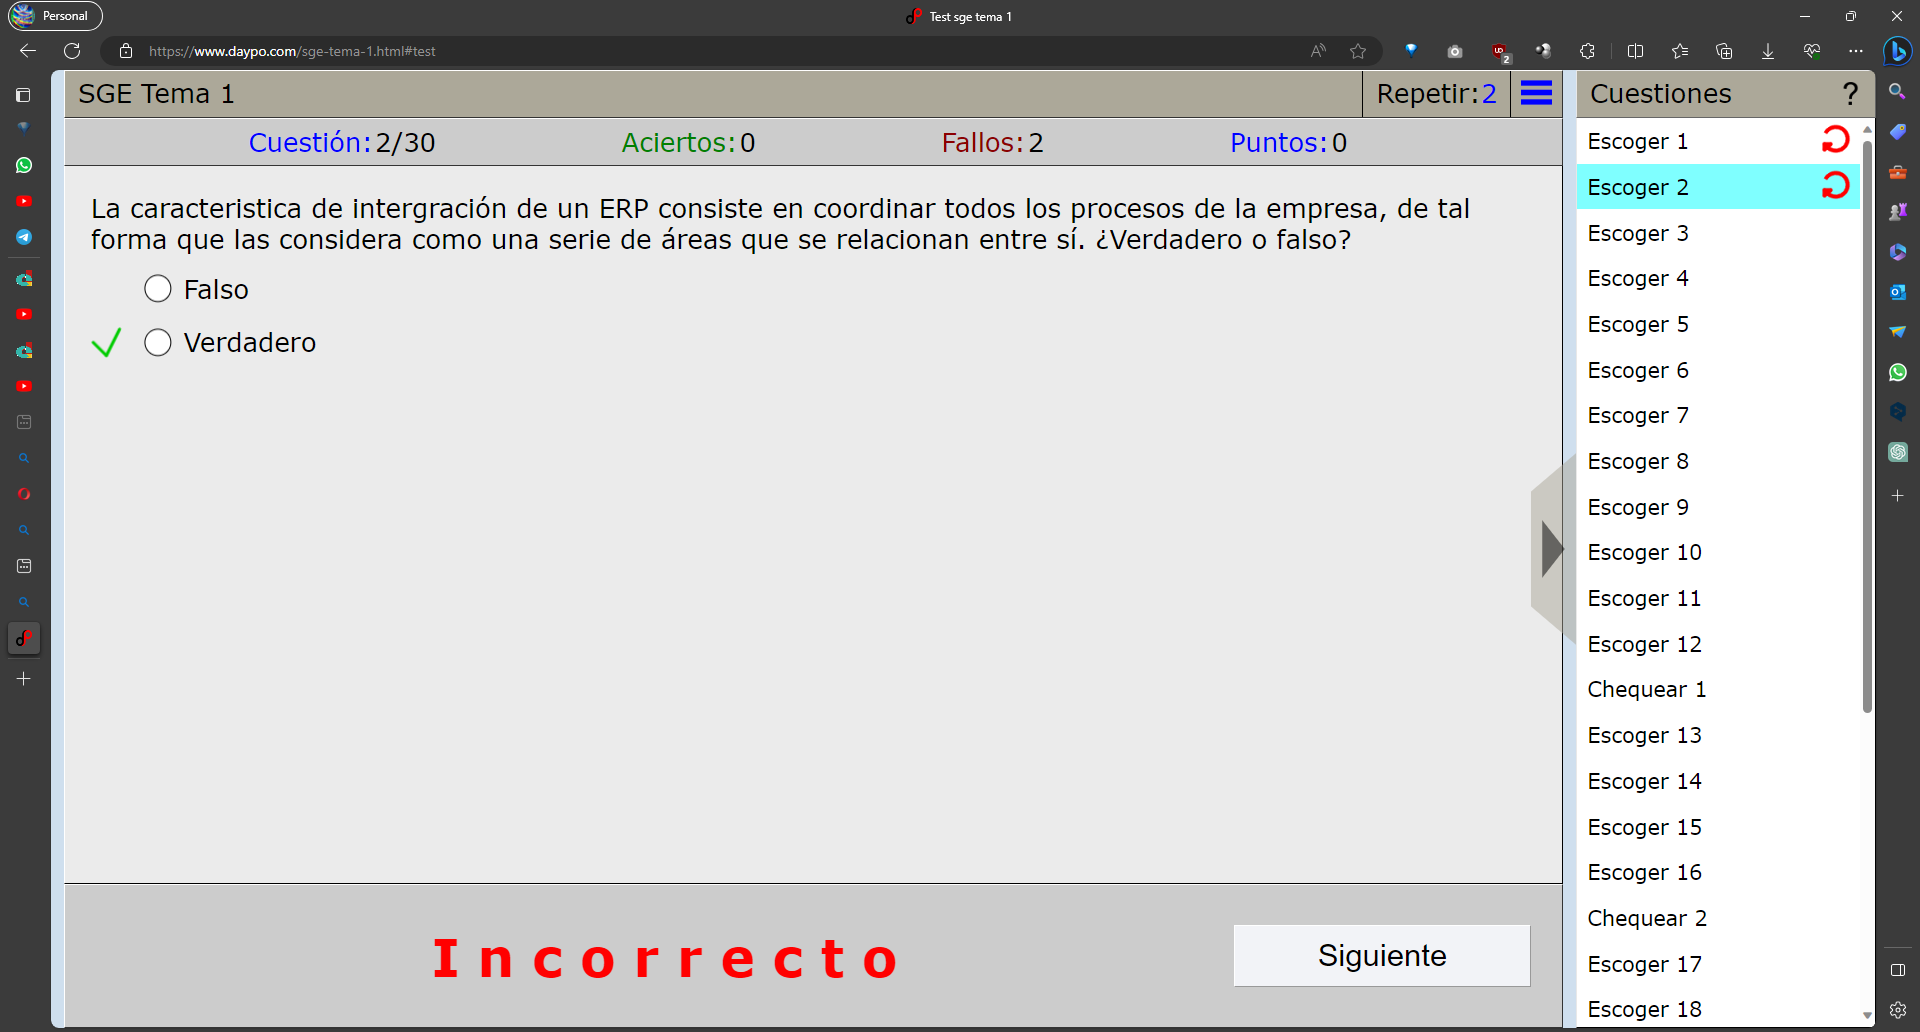 Personal
Test sge tema 1
https://www.daypo.com/sge-tema-1.html#test
2
SGE Tema 1
Repetir:2
Cuestiones
?
Cuestión:2/30
Aciertos:0
Fallos:2
Puntos:0
La caracteristica de intergración de un ERP consiste en coordinar todos los procesos de la empresa, de tal
forma que las considera como una serie de áreas que se relacionan entre sí. ¿Verdadero o falso?
Falso
Verdadero
Incorrecto
Siguiente
Escoger 1
Escoger 2
Escoger 3
Escoger 4
Escoger 5
Escoger 6
Escoger 7
Escoger 8
Escoger 9
Escoger 10
Escoger 11
Escoger 12
Chequear 1
Escoger 13
Escoger 14
Escoger 15
Escoger 16
Chequear 2
Escoger 17
Escoger 18